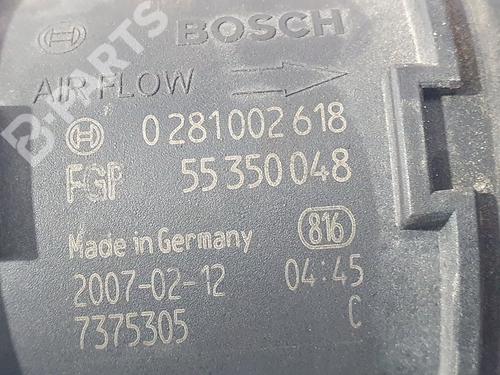 BOSCH
AIR FLOW
B-PARTS
0 281 002 618
FGP 55 350 048
Made in Germany 816
2007-02-12 04:45
7375305 C